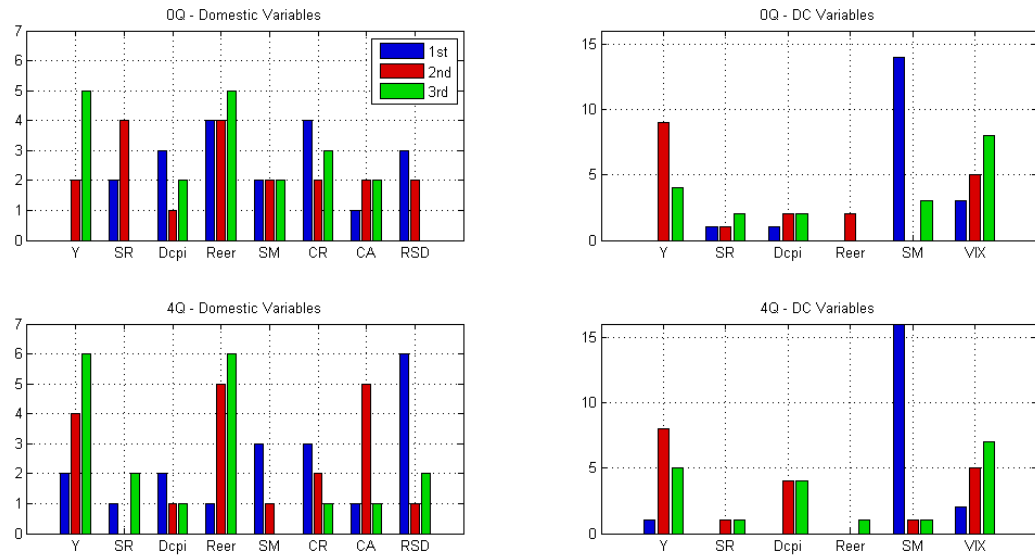 0Q - Domestic Variables
7
6
5
4
3
2
1
0
1st
2nd
3rd
Y SR Dcpi Reer SM CR CA RSD
0Q - DC Variables
15
10
5
0
Y SR Dcpi Reer SM VIX
4Q - Domestic Variables
7
6
5
4
3
2
1
0
Y SR Dcpi Reer SM CR CA RSD
4Q - DC Variables
15
10
5
0
Y SR Dcpi Reer SM VIX